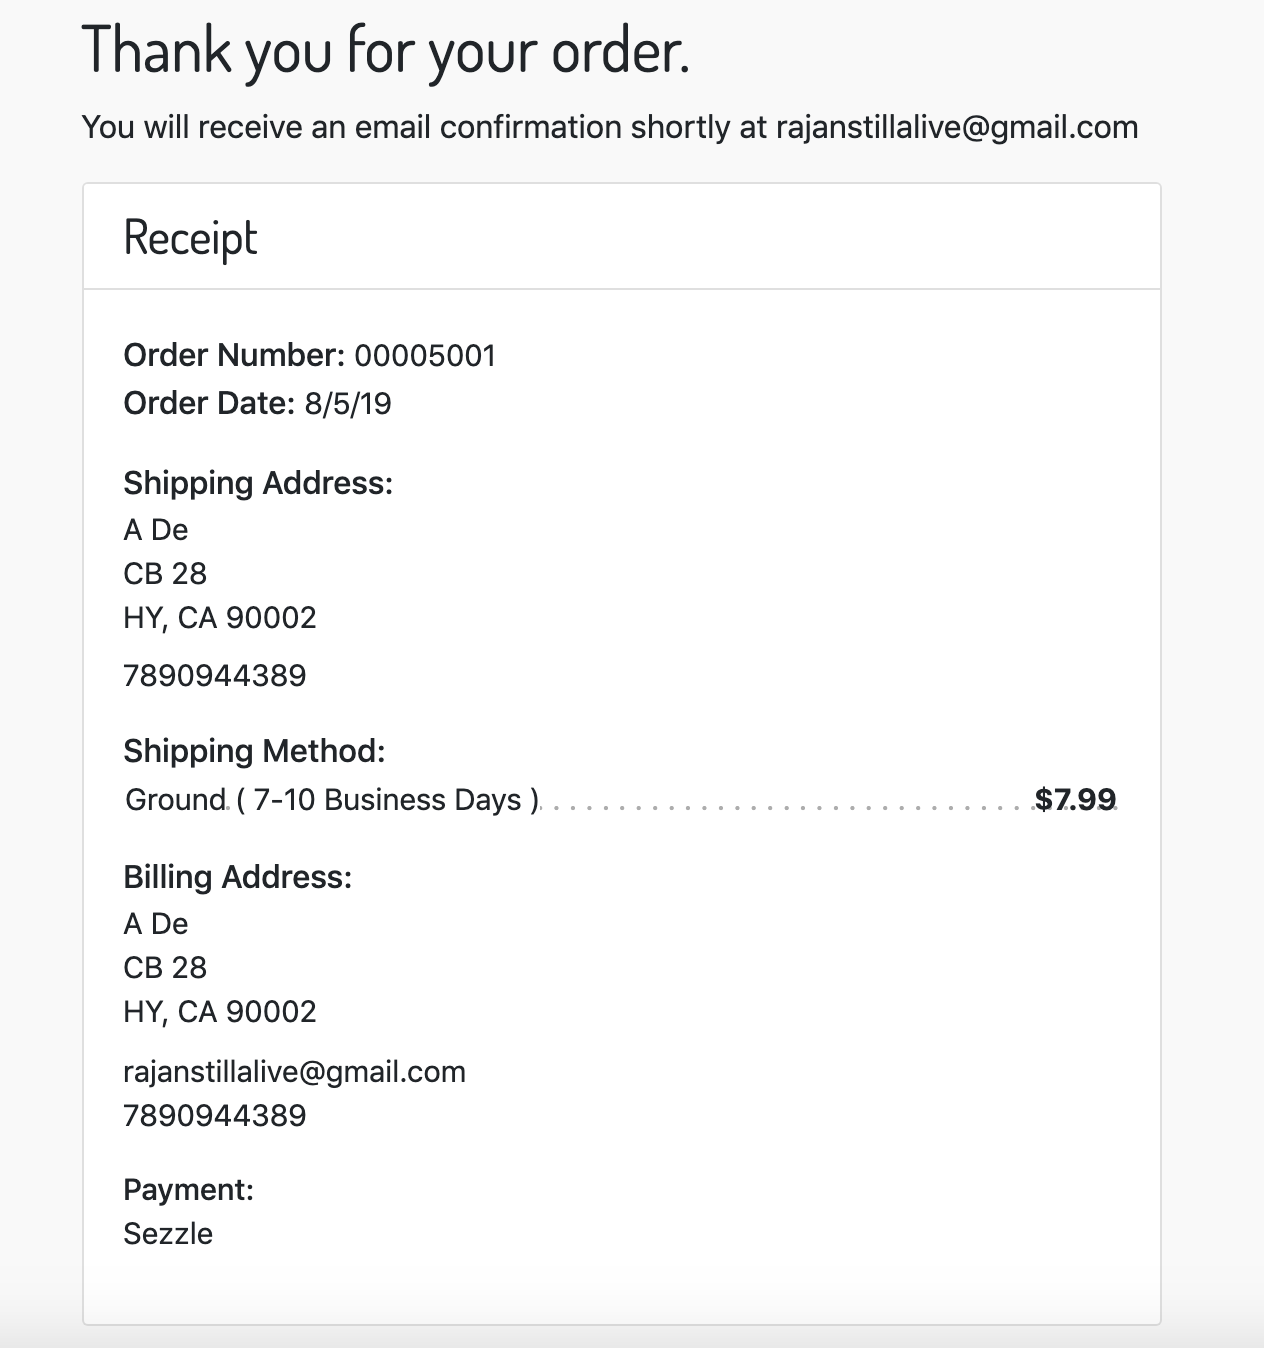 Thank you for your order.
You will receive an email confirmation shortly at rajanstillalive@gmail.com
Receipt
Order Number: 00005001
Order Date: 8/5/19
Shipping Address:
A De
CB 28
HY, CA 90002
7890944389
Shipping Method:
Ground ( 7-10 Business Days ) $7.99
Billing Address:
A De
CB 28
HY, CA 90002
rajanstillalive@gmail.com
7890944389
Payment:
Sezzle